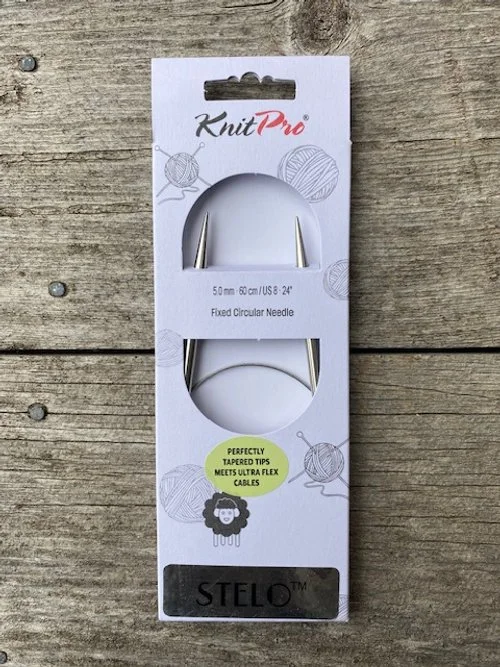 KnitPro®
5.0 mm · 60 cm / US 8 · 24"
Fixed Circular Needle
PERFECTLY
TAPERED TIPS
MEETS ULTRA FLEX
CABLES
STELO™